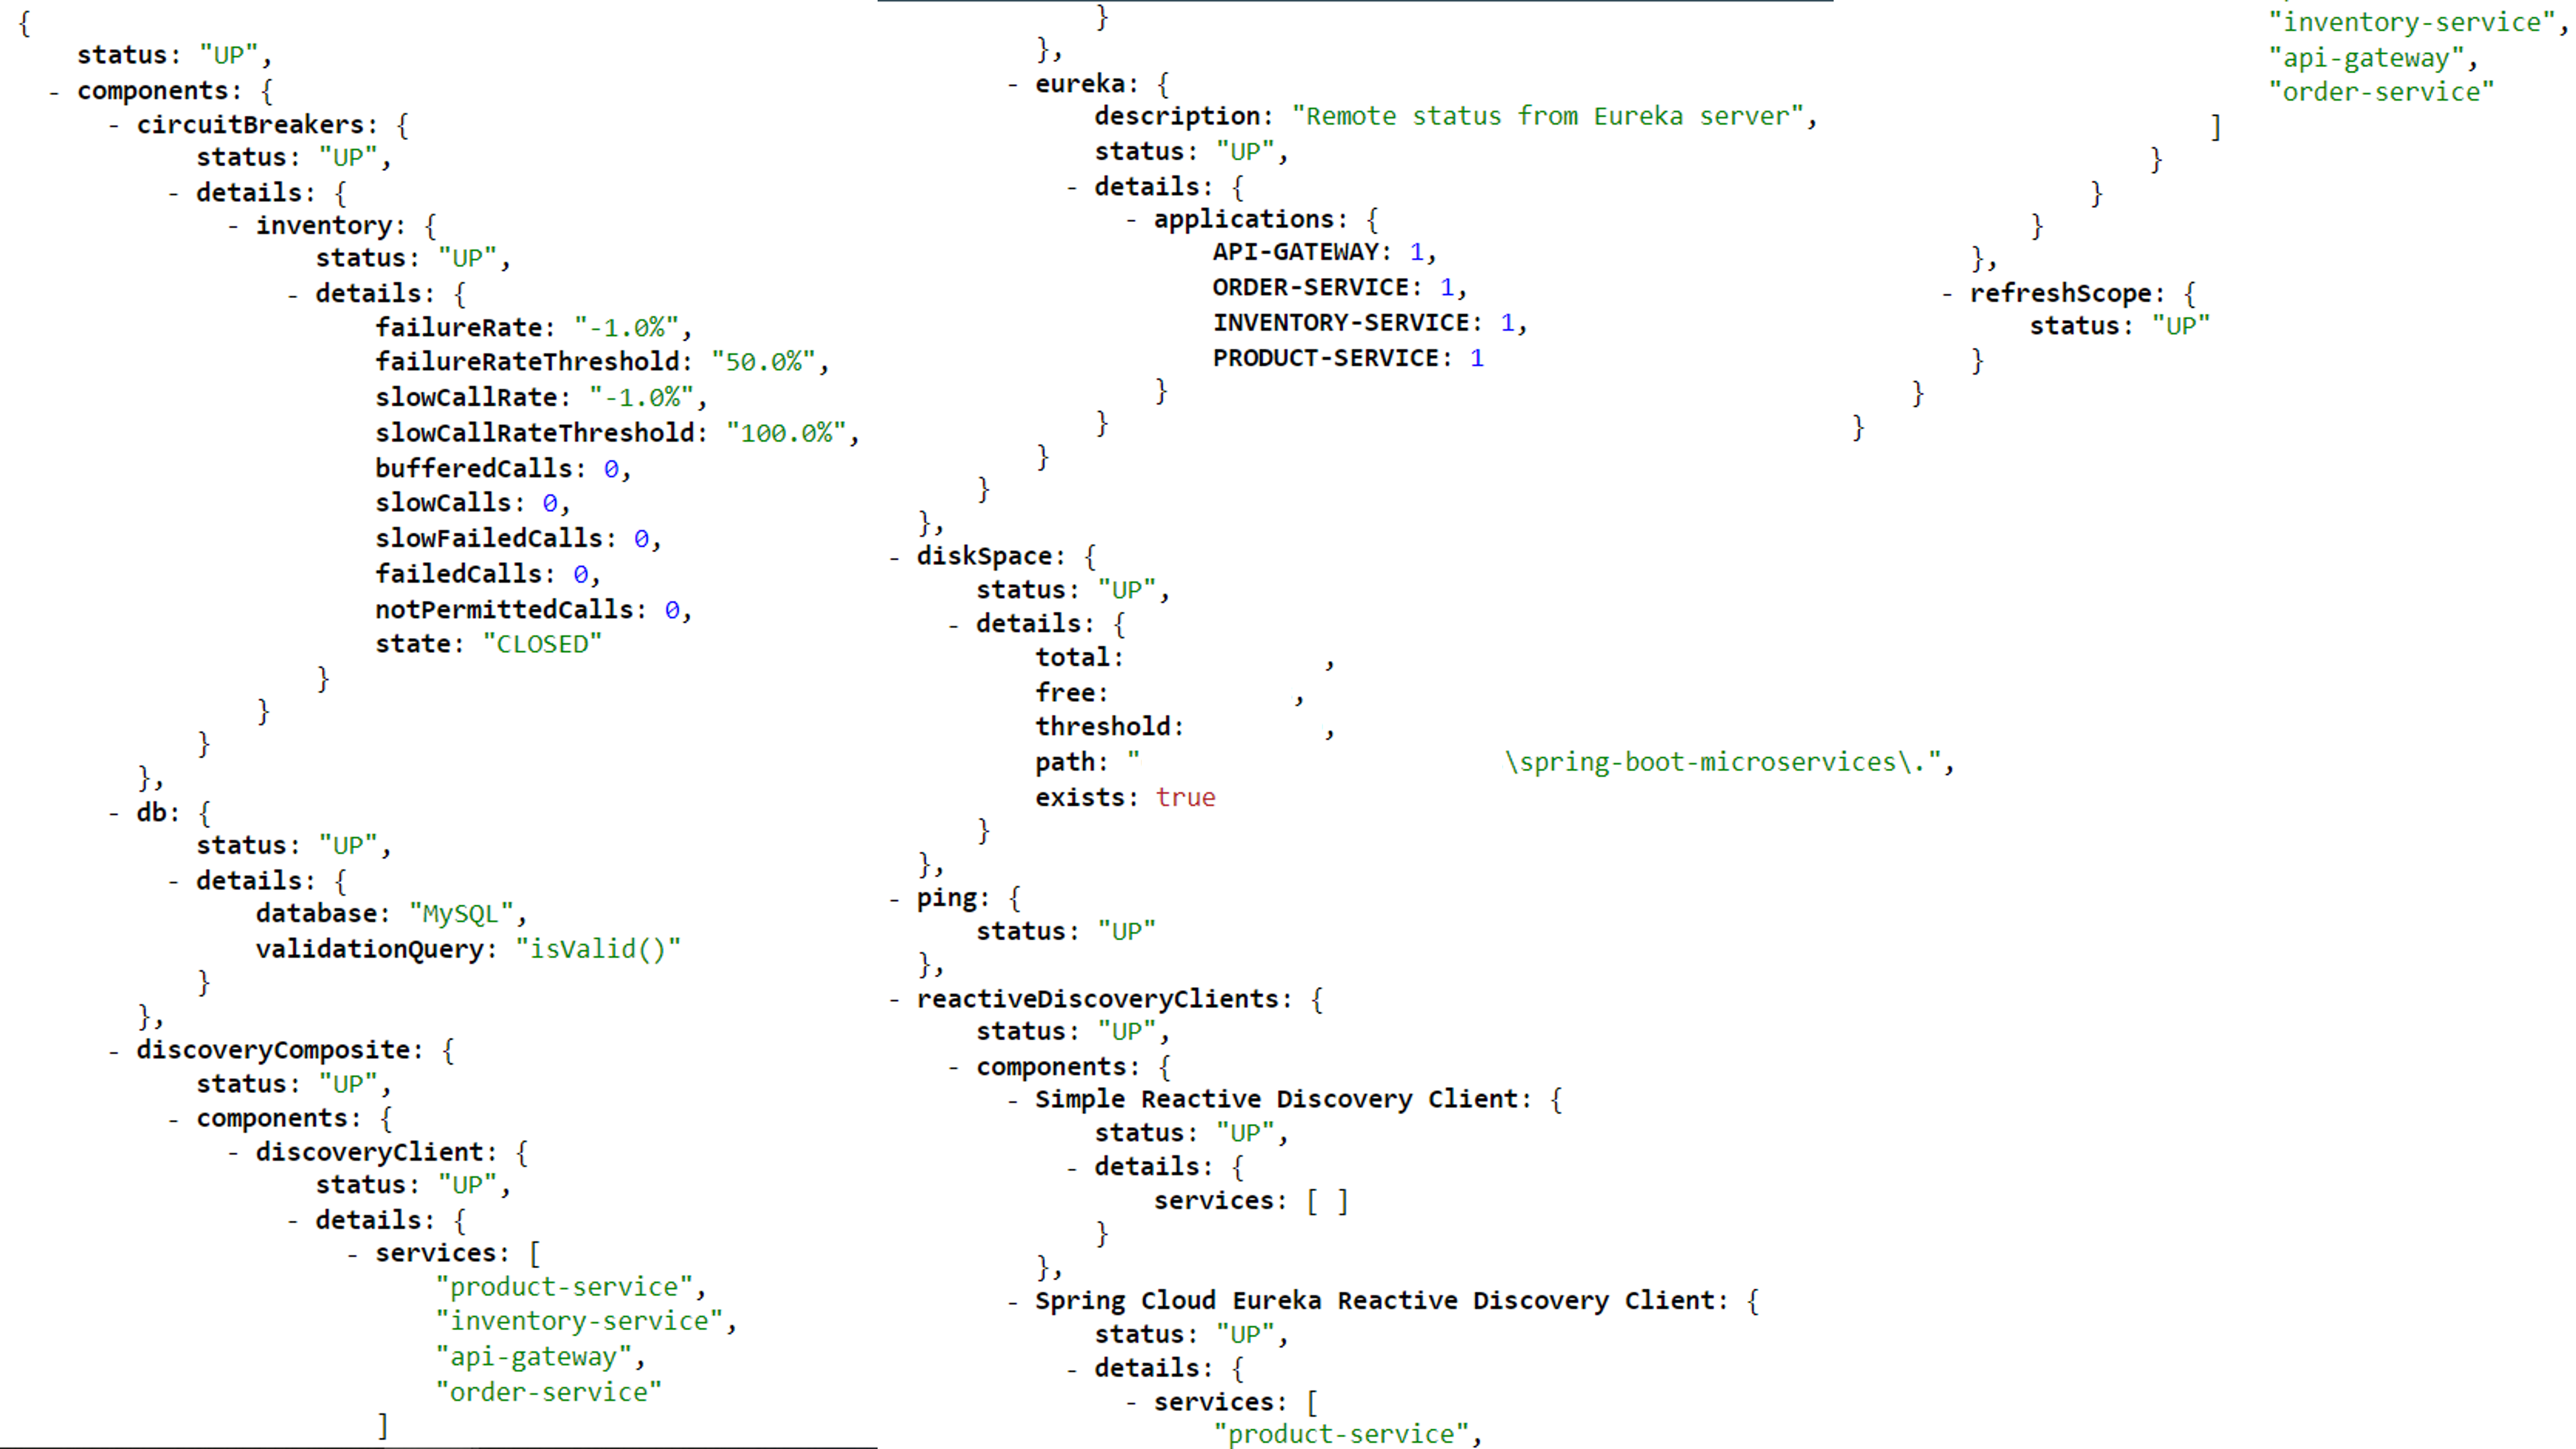 {
status: "UP",
- components: {
- circuitBreakers: {
status: "UP",
- details: {
- inventory: {
status: "UP",
- details: {
failureRate: "-1.0%",
failureRateThreshold: "50.0%",
slowCallRate: "-1.0%",
slowCallRateThreshold: "100.0%",
bufferedCalls: 0,
slowCalls: 0,
slowFailedCalls: 0,
failedCalls: 0,
notPermittedCalls: 0,
state: "CLOSED"
}
}
}
},
- db: {
status: "UP",
- details: {
database: "MySQL",
validationQuery: "isValid()"
}
},
- discoveryComposite: {
status: "UP",
- components: {
- discoveryClient: {
status: "UP",
- details: {
- services: [
"product-service",
"inventory-service",
"api-gateway",
"order-service"
]
}
},
- eureka: {
description: "Remote status from Eureka server",
status: "UP",
- details: {
- applications: {
API-GATEWAY: 1,
ORDER-SERVICE: 1,
INVENTORY-SERVICE: 1,
PRODUCT-SERVICE: 1
}
}
}
}
},
- diskSpace: {
status: "UP",
- details: {
total: ,
free: ,
threshold: ,
path: " \spring-boot-microservices\.",
exists: true
}
},
- ping: {
status: "UP"
},
- reactiveDiscoveryClients: {
status: "UP",
- components: {
- Simple Reactive Discovery Client: {
status: "UP",
- details: {
services: [ ]
}
},
- Spring Cloud Eureka Reactive Discovery Client: {
status: "UP",
- details: {
- services: [
"product-service",
"inventory-service",
"api-gateway",
"order-service"
]
}
}
}
},
- refreshScope: {
status: "UP"
}
}
}